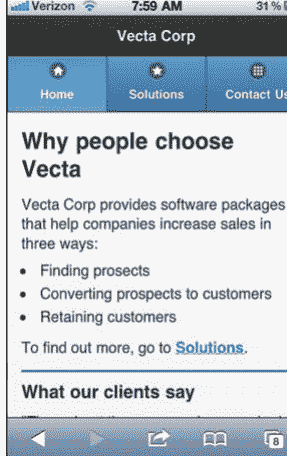 Verizon 7:59 AM 31%
Vecta Corp
Home Solutions Contact Us
Why people choose
Vecta
Vecta Corp provides software packages
that help companies increase sales in
three ways:
• Finding prosects
• Converting prospects to customers
• Retaining customers
To find out more, go to Solutions.
What our clients say
8